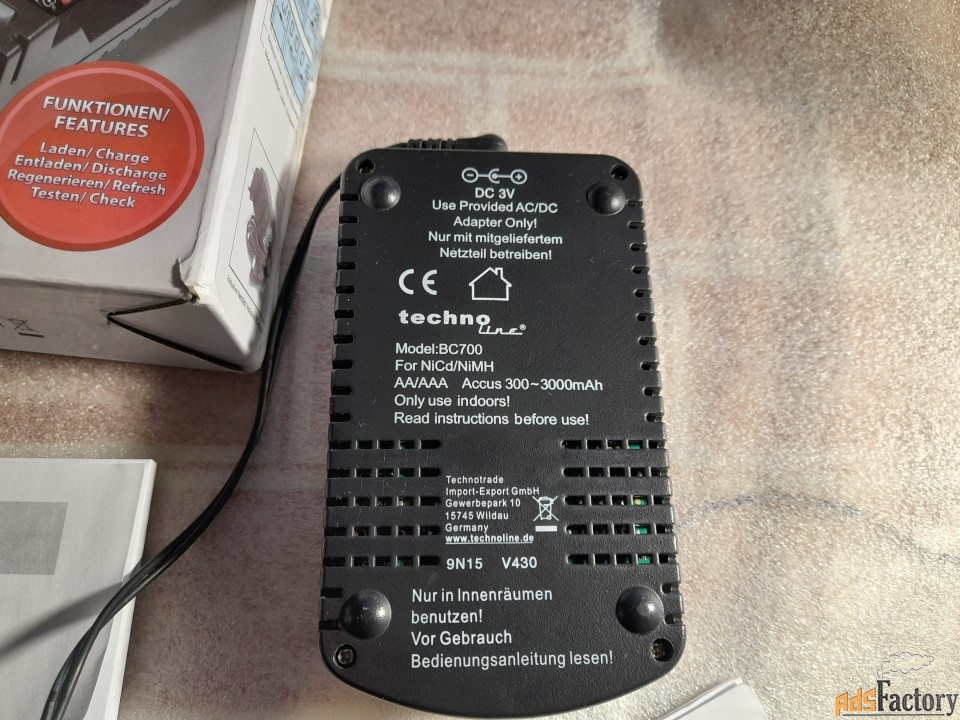 FUNKTIONEN/
FEATURES
Laden/ Charge
Entladen/ Discharge
Regenerieren/ Refresh
Testen/ Check
DC 3V
Use Provided AC/DC
Adapter Only!
Nur mit mitgeliefertem
Netzteil betreiben!
CE
techno
line®
Model:BC700
For NiCd/NiMH
AA/AAA Accus 300~3000mAh
Only use indoors!
Read instructions before use!
Technotrade
Import-Export GmbH
Gewerbepark 10
15745 Wildau
Germany
www.technoline.de
9N15 V430
Nur in Innenräumen
benutzen!
Vor Gebrauch
Bedienungsanleitung lesen!
AdsFactory